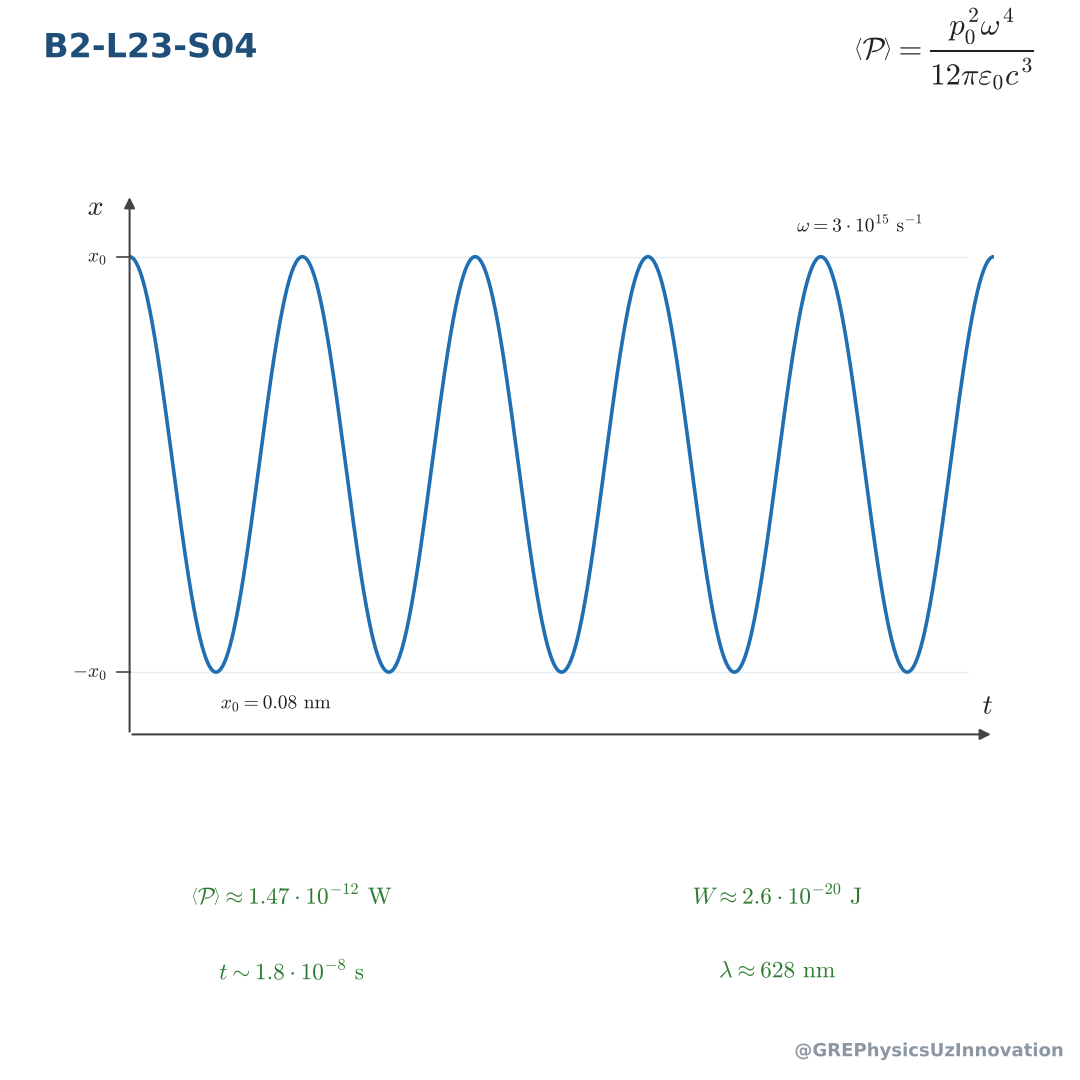 B2-L23-S04
⟨𝒫⟩ = p₀²ω⁴ / 12πε₀c³
x
ω = 3 · 10¹⁵ s⁻¹
x₀
−x₀
x₀ = 0.08 nm
t
⟨𝒫⟩ ≈ 1.47 · 10⁻¹² W
W ≈ 2.6 · 10⁻²⁰ J
t ∼ 1.8 · 10⁻⁸ s
λ ≈ 628 nm
@GREPhysicsUzInnovation